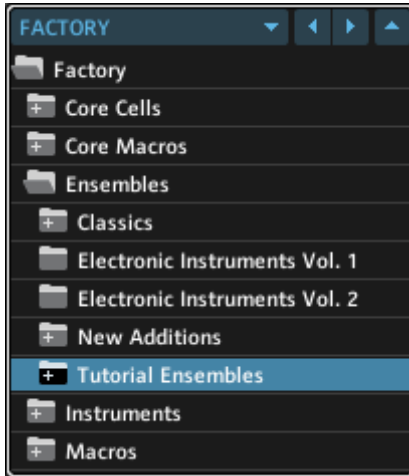 FACTORY
Factory
Core Cells
Core Macros
Ensembles
Classics
Electronic Instruments Vol. 1
Electronic Instruments Vol. 2
New Additions
Tutorial Ensembles
Instruments
Macros